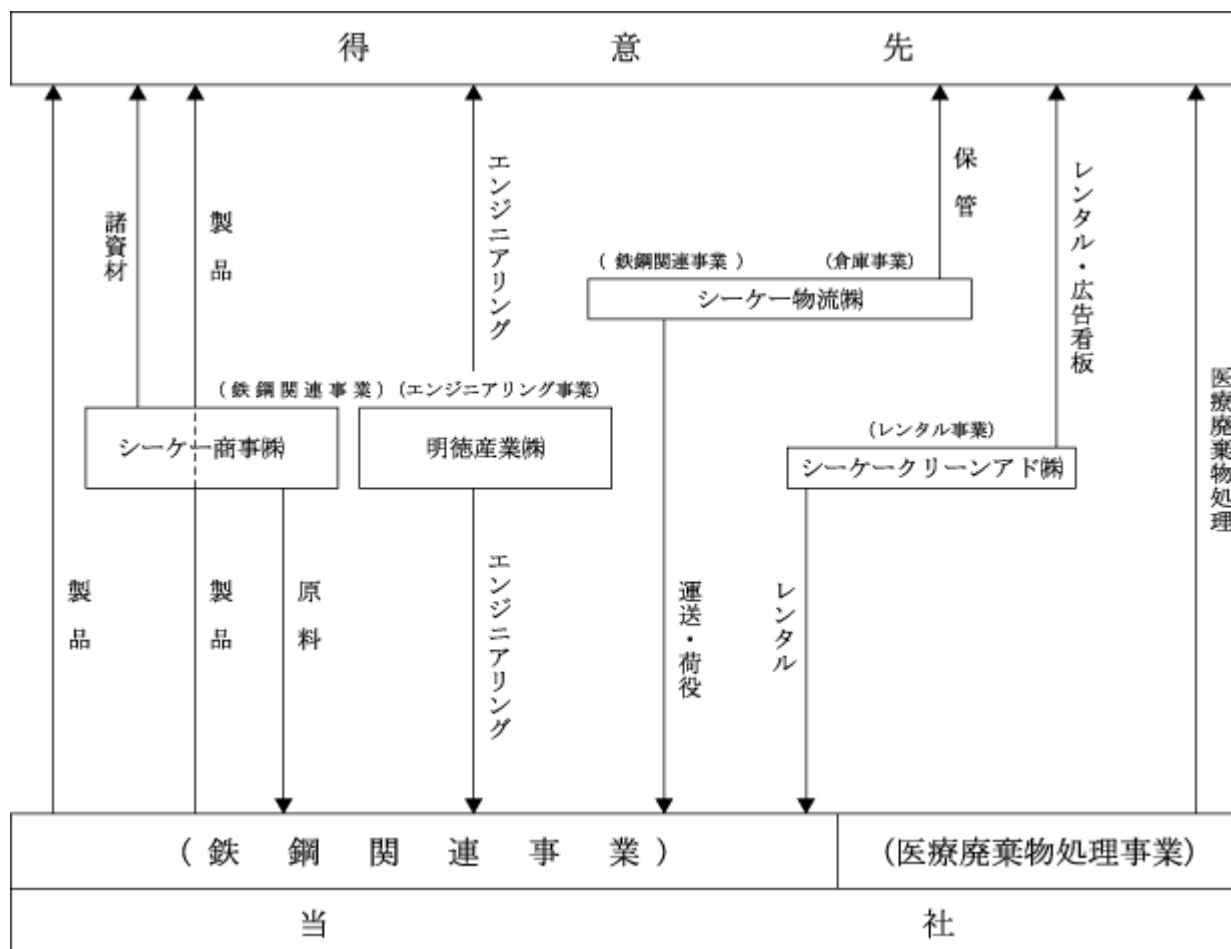 得意先
保管
レンタル・広告看板
エンジニアリング
製品
諸資材
(鉄鋼関連事業) (倉庫事業)
シーケー物流㈱
医療廃棄物処理
(鉄鋼関連事業) (エンジニアリング事業)
シーケー商事㈱
明徳産業㈱
(レンタル事業)
シーケークリーンアド㈱
製品
製品
原料
エンジニアリング
運送・荷役
レンタル
(鉄鋼関連事業)
(医療廃棄物処理事業)
当社